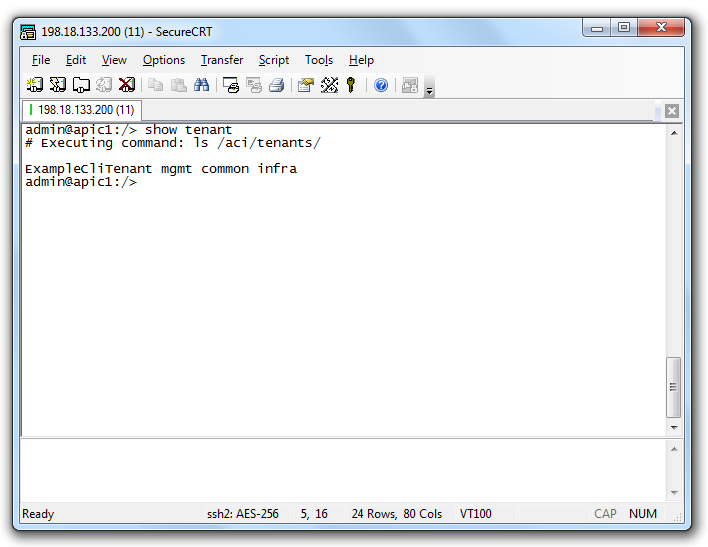 198.18.133.200 (11) - SecureCRT
File Edit View Options Transfer Script Tools Help
198.18.133.200 (11)
admin@apic1:/> show tenant
# Executing command: ls /aci/tenants/
ExampleCliTenant mgmt common infra
admin@apic1:/>
Ready ssh2: AES-256 5, 16 24 Rows, 80 Cols VT100 CAP NUM